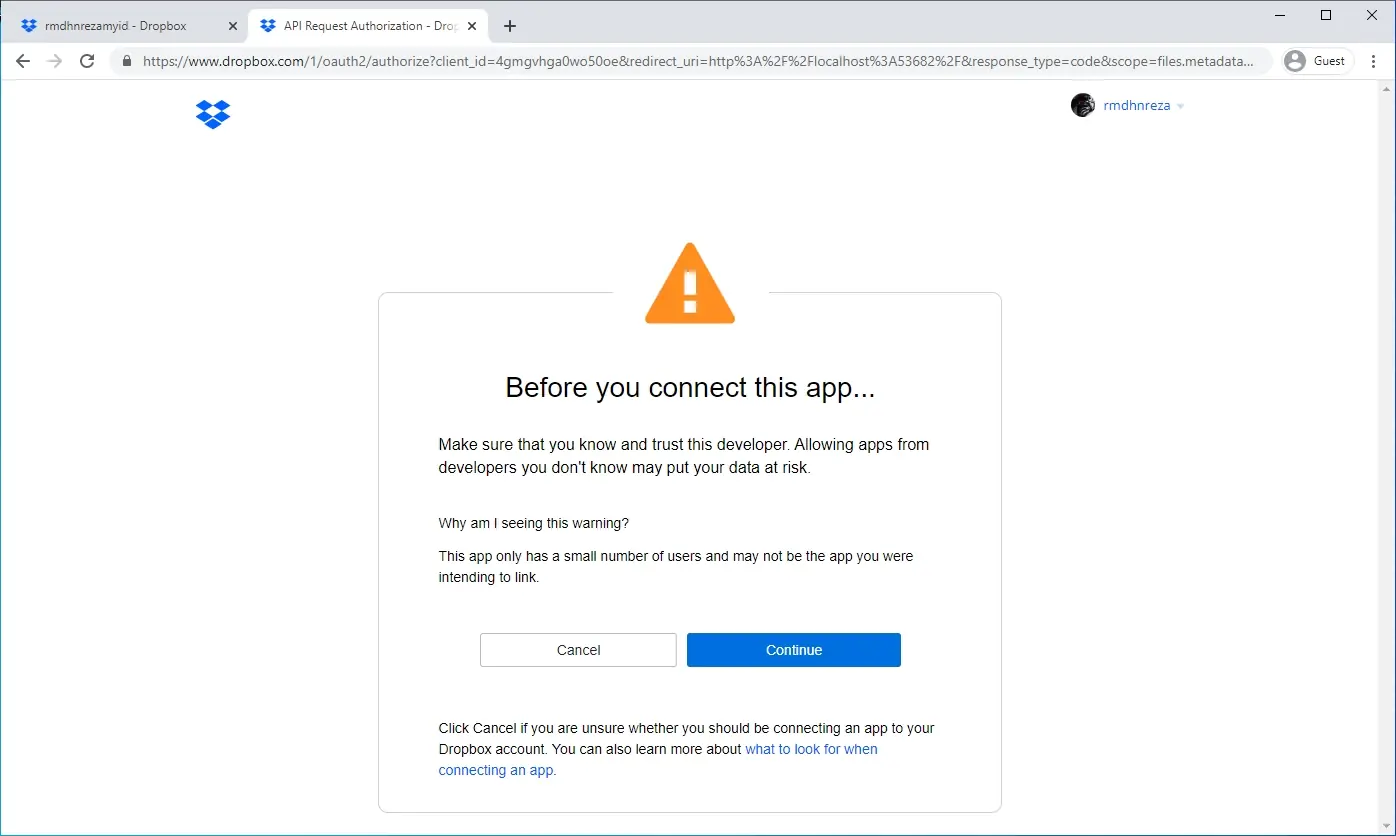 rmdhnrezamyid - Dropbox
API Request Authorization - Drop
https://www.dropbox.com/1/oauth2/authorize?client_id=4gmgvhga0wo50oe&redirect_uri=http%3A%2F%2Flocalhost%3A53682%2F&response_type=code&scope=files.metadata...
Guest
rmdhnreza
Before you connect this app...
Make sure that you know and trust this developer. Allowing apps from
developers you don't know may put your data at risk.
Why am I seeing this warning?
This app only has a small number of users and may not be the app you were
intending to link.
Cancel
Continue
Click Cancel if you are unsure whether you should be connecting an app to your
Dropbox account. You can also learn more about what to look for when
connecting an app.